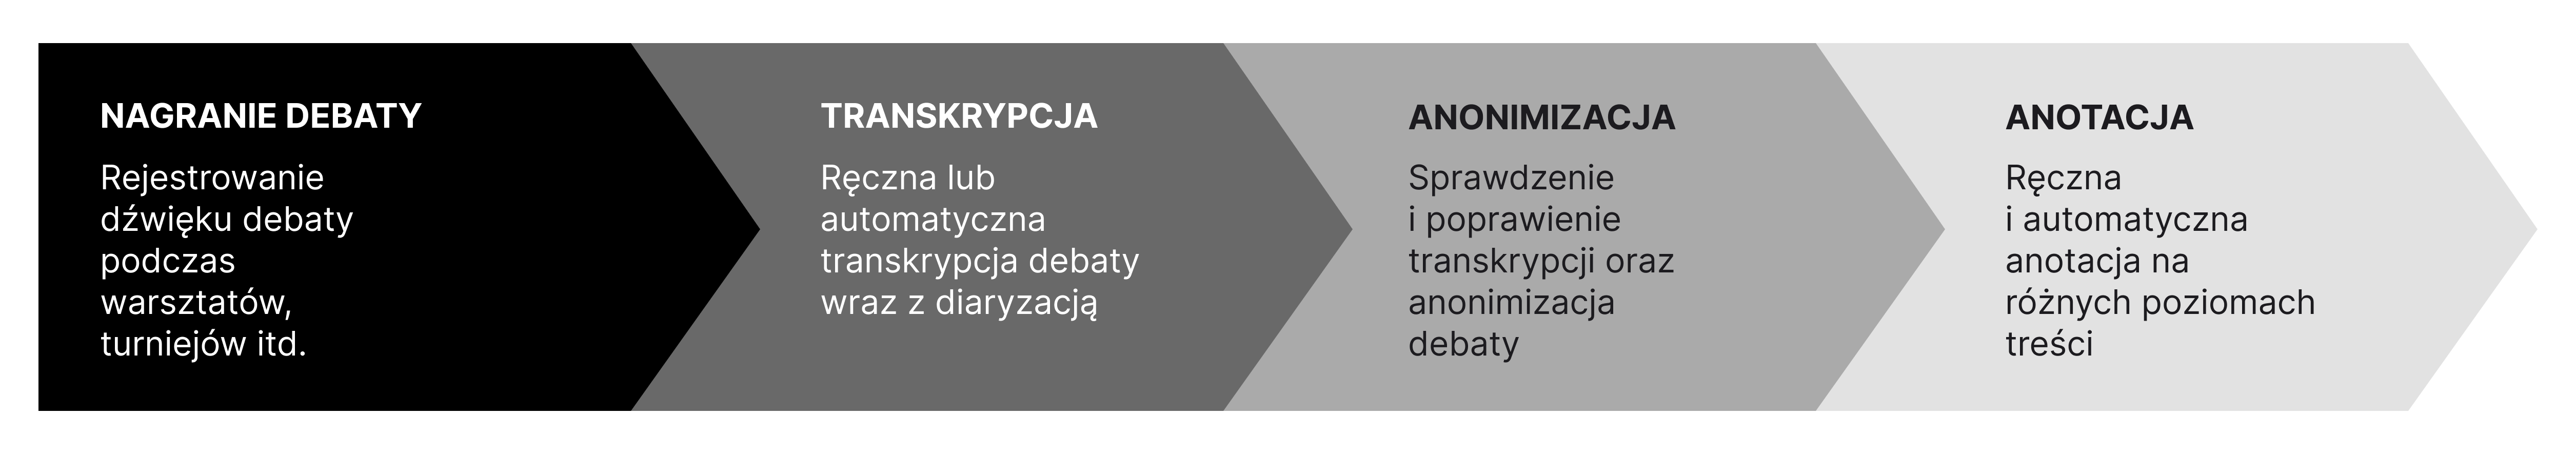 NAGRANIE DEBATY
Rejestrowanie
dźwięku debaty
podczas
warsztatów,
turniejów itd.
TRANSKRYPCJA
Ręczna lub
automatyczna
transkrypcja debaty
wraz z diaryzacją
ANONIMIZACJA
Sprawdzenie
i poprawienie
transkrypcji oraz
anonimizacja
debaty
ANOTACJA
Ręczna
i automatyczna
anotacja na
różnych poziomach
treści